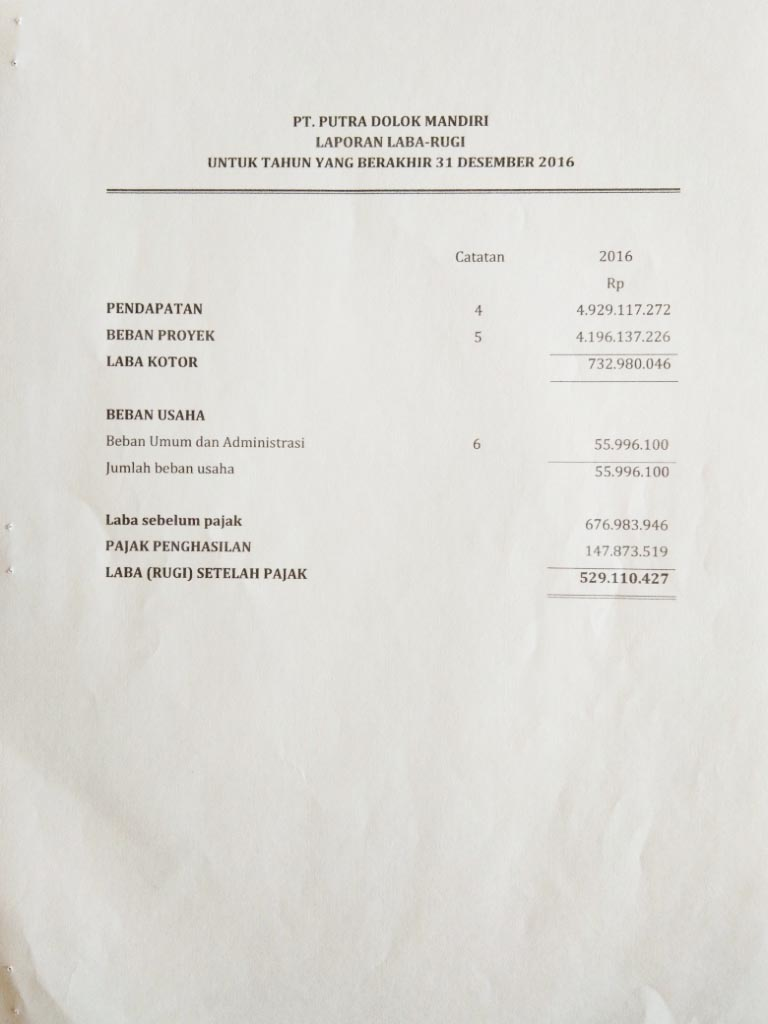 PT. PUTRA DOLOK MANDIRI
LAPORAN LABA-RUGI
UNTUK TAHUN YANG BERAKHIR 31 DESEMBER 2016
Catatan 2016
Rp
PENDAPATAN 4 4.929.117.272
BEBAN PROYEK 5 4.196.137.226
LABA KOTOR 732.980.046
BEBAN USAHA
Beban Umum dan Administrasi 6 55.996.100
Jumlah beban usaha 55.996.100
Laba sebelum pajak 676.983.946
PAJAK PENGHASILAN 147.873.519
LABA (RUGI) SETELAH PAJAK 529.110.427